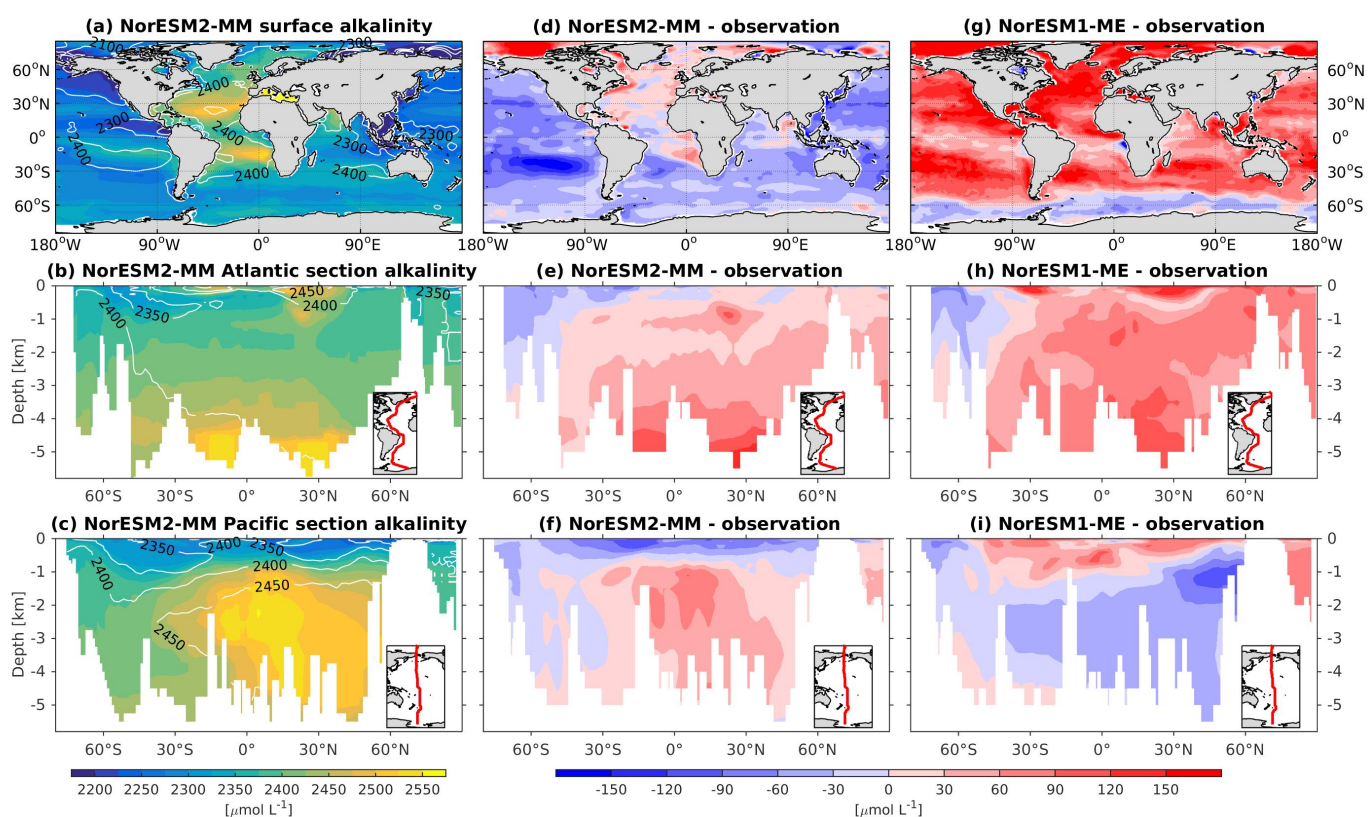 (a) NorESM2-MM surface alkalinity
(d) NorESM2-MM - observation
(g) NorESM1-ME - observation
2100
2300
2400
2400
2300
2300
2400
2400
2400
60°N
30°N
0°
30°S
60°S
180°W
90°W
0°
90°E
180°W
90°W
0°
90°E
180°W
90°W
0°
90°E
180°W
60°N
30°N
0°
30°S
60°S
(b) NorESM2-MM Atlantic section alkalinity
(e) NorESM2-MM - observation
(h) NorESM1-ME - observation
Depth [km]
0
-1
-2
-3
-4
-5
2350
2400
2450
2400
2350
0
-1
-2
-3
-4
-5
60°S
30°S
0°
30°N
60°N
60°S
30°S
0°
30°N
60°N
60°S
30°S
0°
30°N
60°N
(c) NorESM2-MM Pacific section alkalinity
(f) NorESM2-MM - observation
(i) NorESM1-ME - observation
Depth [km]
0
-1
-2
-3
-4
-5
2350
2400
2350
2400
2400
2450
2450
0
-1
-2
-3
-4
-5
60°S
30°S
0°
30°N
60°N
60°S
30°S
0°
30°N
60°N
60°S
30°S
0°
30°N
60°N
2200
2250
2300
2350
2400
2450
2500
2550
[μmol L⁻¹]
-150
-120
-90
-60
-30
0
30
60
90
120
150
[μmol L⁻¹]